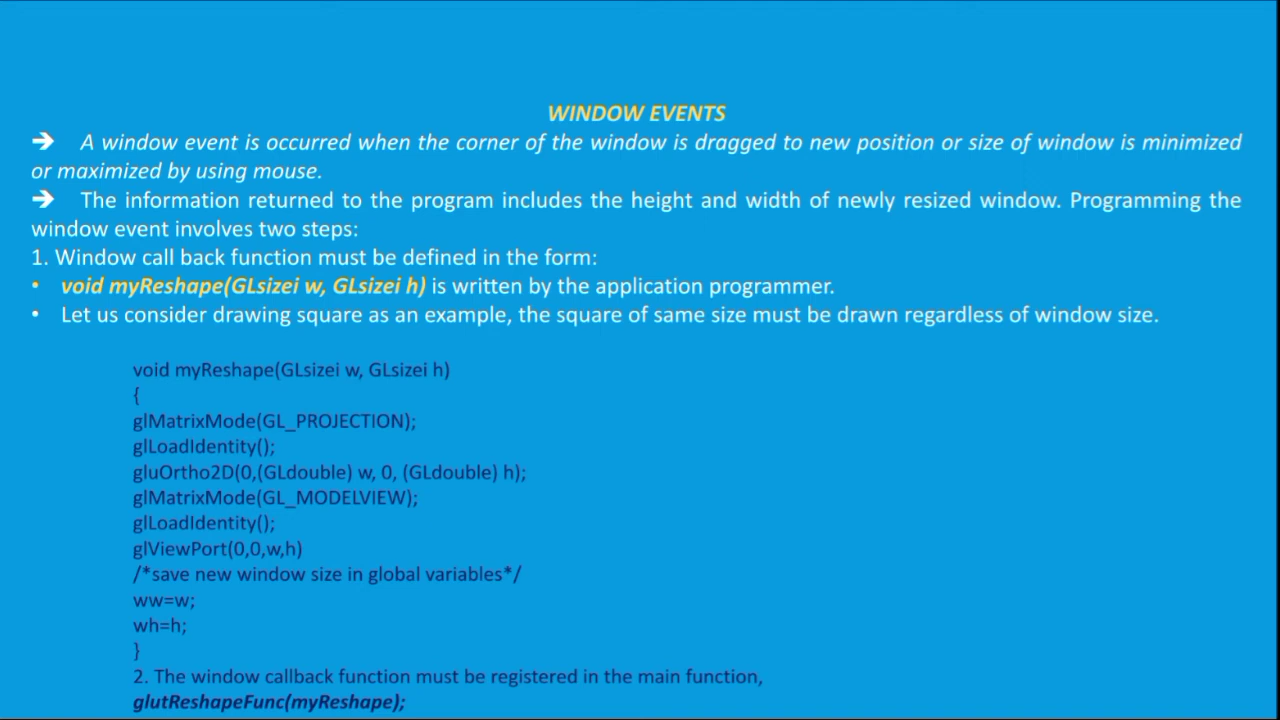 WINDOW EVENTS
➔ A window event is occurred when the corner of the window is dragged to new position or size of window is minimized
or maximized by using mouse.
➔ The information returned to the program includes the height and width of newly resized window. Programming the
window event involves two steps:
1. Window call back function must be defined in the form:
• void myReshape(GLsizei w, GLsizei h) is written by the application programmer.
• Let us consider drawing square as an example, the square of same size must be drawn regardless of window size.
void myReshape(GLsizei w, GLsizei h)
{
glMatrixMode(GL_PROJECTION);
glLoadIdentity();
gluOrtho2D(0,(GLdouble) w, 0, (GLdouble) h);
glMatrixMode(GL_MODELVIEW);
glLoadIdentity();
glViewPort(0,0,w,h)
/*save new window size in global variables*/
ww=w;
wh=h;
}
2. The window callback function must be registered in the main function,
glutReshapeFunc(myReshape);